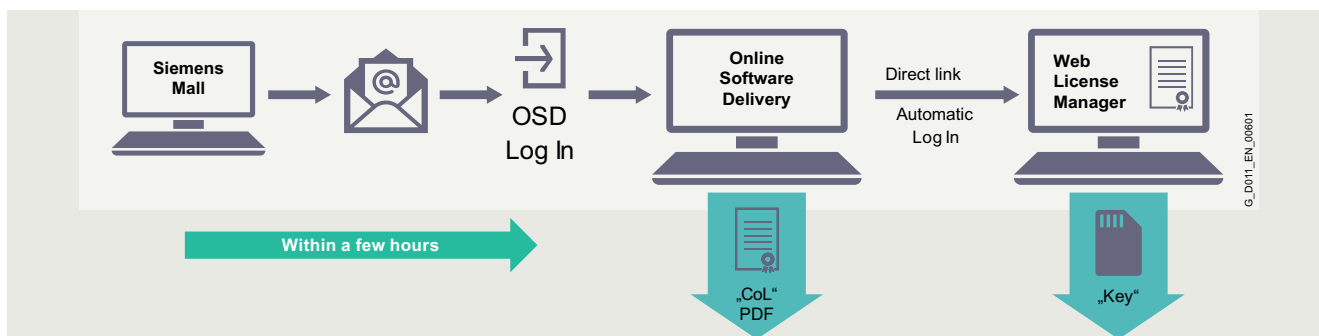 Siemens
Mall
@
OSD
Log In
Online
Software
Delivery
Direct link
Automatic
Log In
Web
License
Manager
G_D011_EN_00601
Within a few hours
„CoL“
PDF
„Key“